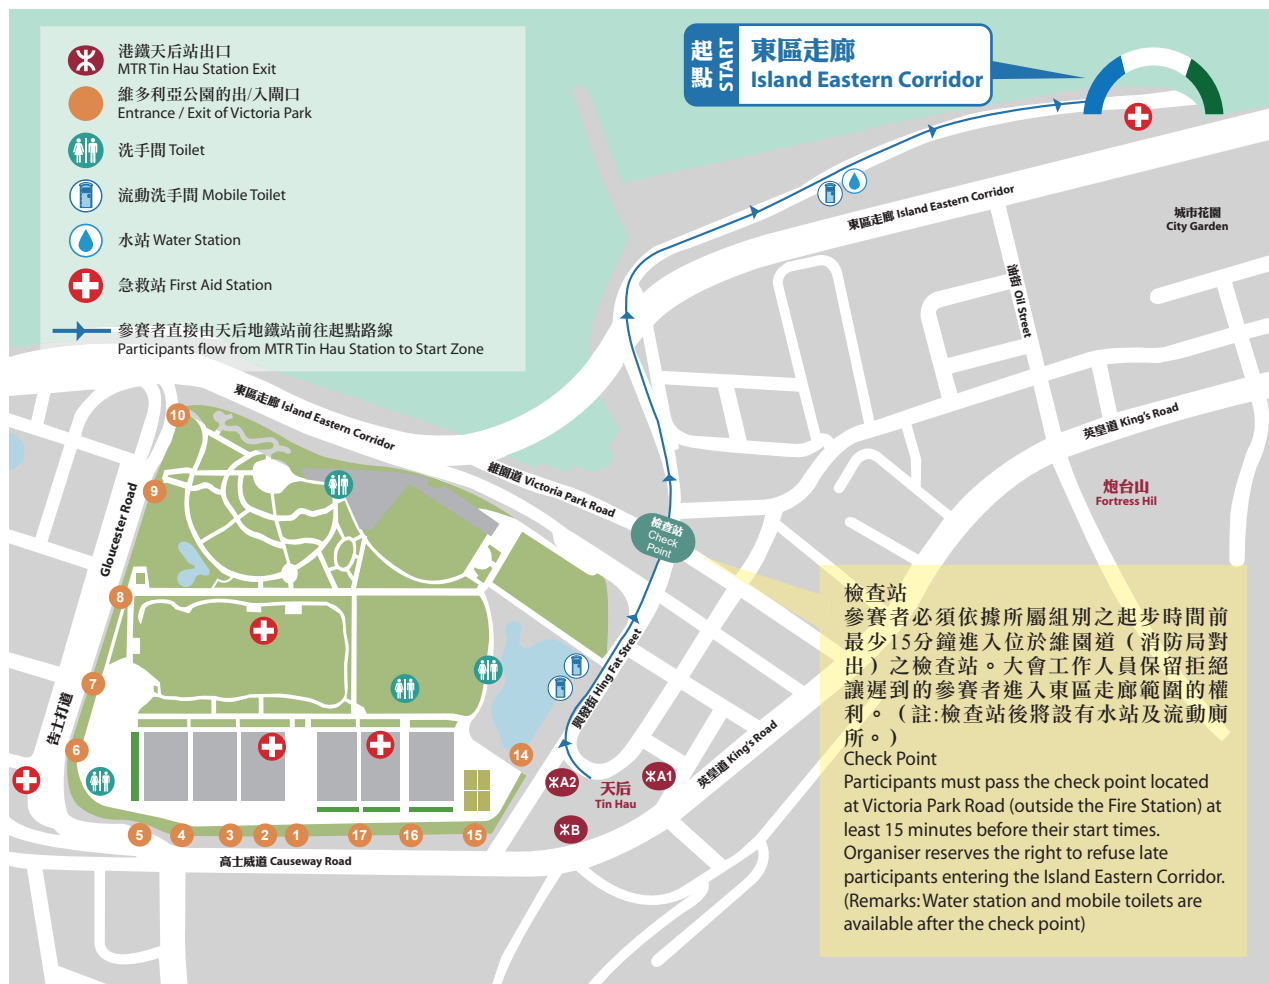 港鐵天后站出口
MTR Tin Hau Station Exit
維多利亞公園的出/入閘口
Entrance / Exit of Victoria Park
洗手間 Toilet
流動洗手間 Mobile Toilet
水站 Water Station
急救站 First Aid Station
參賽者直接由天后地鐵站前往起點路線
Participants flow from MTR Tin Hau Station to Start Zone
起點
START
東區走廊
Island Eastern Corridor
東區走廊 Island Eastern Corridor
城市花園
City Garden
油街 Oil Street
英皇道 King's Road
炮台山
Fortress Hil
東區走廊 Island Eastern Corridor
維園道 Victoria Park Road
檢查站
Check
Point
Gloucester Road
告士打道
興發街 Hing Fat Street
英皇道 King's Road
天后
Tin Hau
A1
A2
B
高士威道 Causeway Road
10
9
8
7
6
5
4
3
2
1
17
16
15
14
檢查站
參賽者必須依據所屬組別之起步時間前
最少15分鐘進入位於維園道（消防局對
出）之檢查站。大會工作人員保留拒絕
讓遲到的參賽者進入東區走廊範圍的權
利。（註:檢查站後將設有水站及流動廁
所。）
Check Point
Participants must pass the check point located
at Victoria Park Road (outside the Fire Station) at
least 15 minutes before their start times.
Organiser reserves the right to refuse late
participants entering the Island Eastern Corridor.
(Remarks: Water station and mobile toilets are
available after the check point)